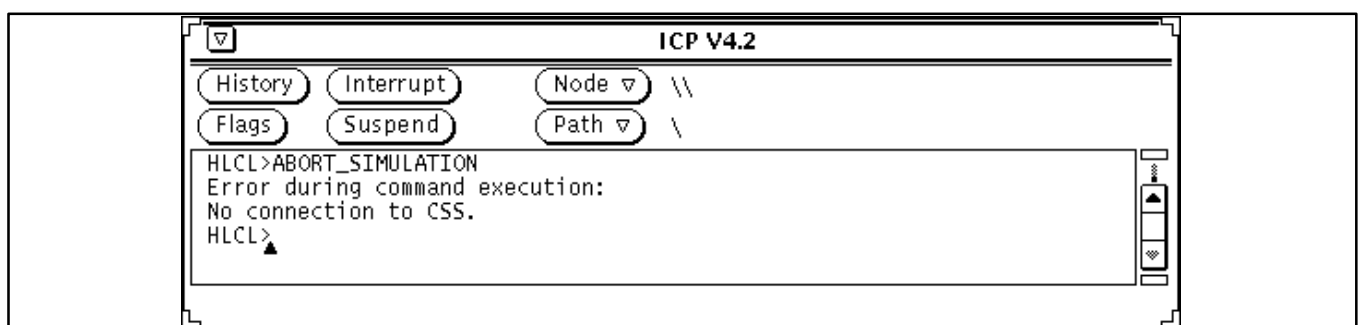 ICP V4.2
History Interrupt Node \\
Flags Suspend Path \
HLCL>ABORT_SIMULATION
Error during command execution:
No connection to CSS.
HLCL>